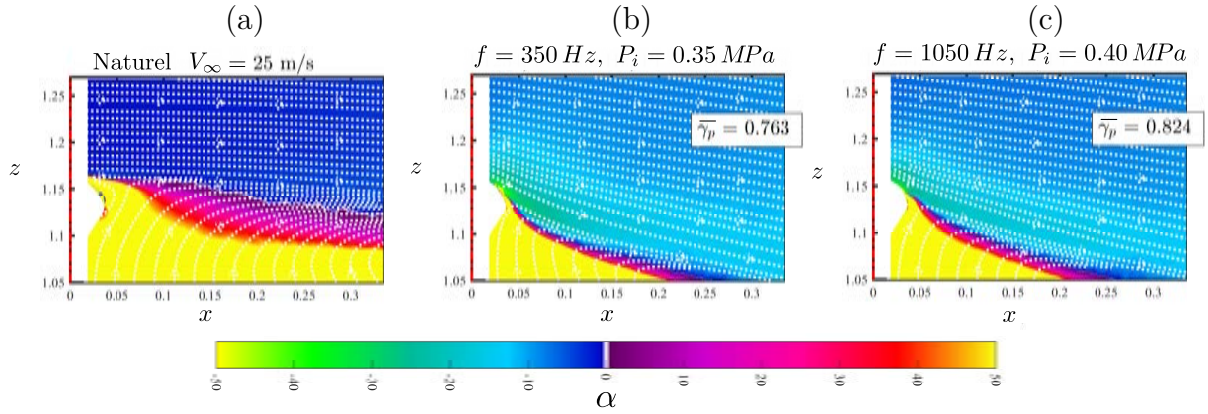 (a) (b) (c)
Naturel V∞ = 25 m/s
f = 350 Hz, P_i = 0.35 MPa
f = 1050 Hz, P_i = 0.40 MPa
z
1.25
1.2
1.15
1.1
1.05
0 0.05 0.1 0.15 0.2 0.25 0.3
x
z
1.25
1.2
1.15
1.1
1.05
γ_p = 0.763
0 0.05 0.1 0.15 0.2 0.25 0.3
x
z
1.25
1.2
1.15
1.1
1.05
γ_p = 0.824
0 0.05 0.1 0.15 0.2 0.25 0.3
x
-50 -40 -30 -20 -10 0 10 20 30 40 50
α